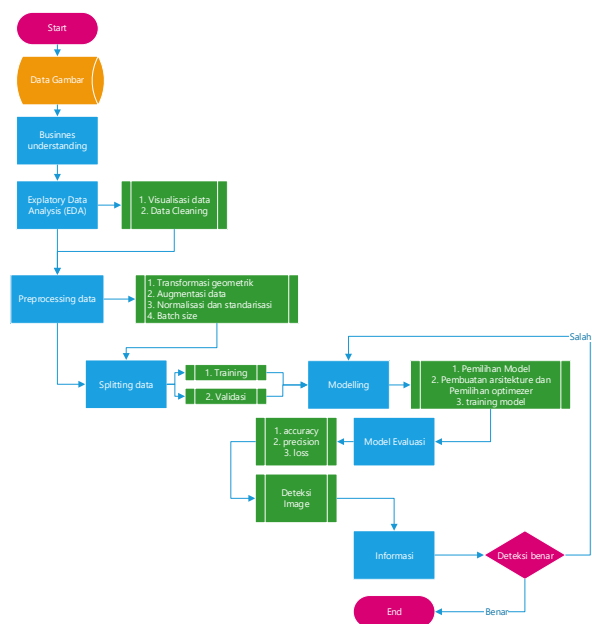 Start
Data Gambar
Businnes
understanding
Explatory Data
Analysis (EDA)
1. Visualisasi data
2. Data Cleaning
Preprocessing data
1. Transformasi geometrik
2. Augmentasi data
3. Normalisasi dan standarisasi
4. Batch size
Salah
Splitting data
1. Training
2. Validasi
Modelling
1. Pemilihan Model
2. Pembuatan arsitekture dan
Pemilihan optimezer
3. training model
1. accuracy
2. precision
3. loss
Model Evaluasi
Deteksi
Image
Informasi
Deteksi benar
End
Benar